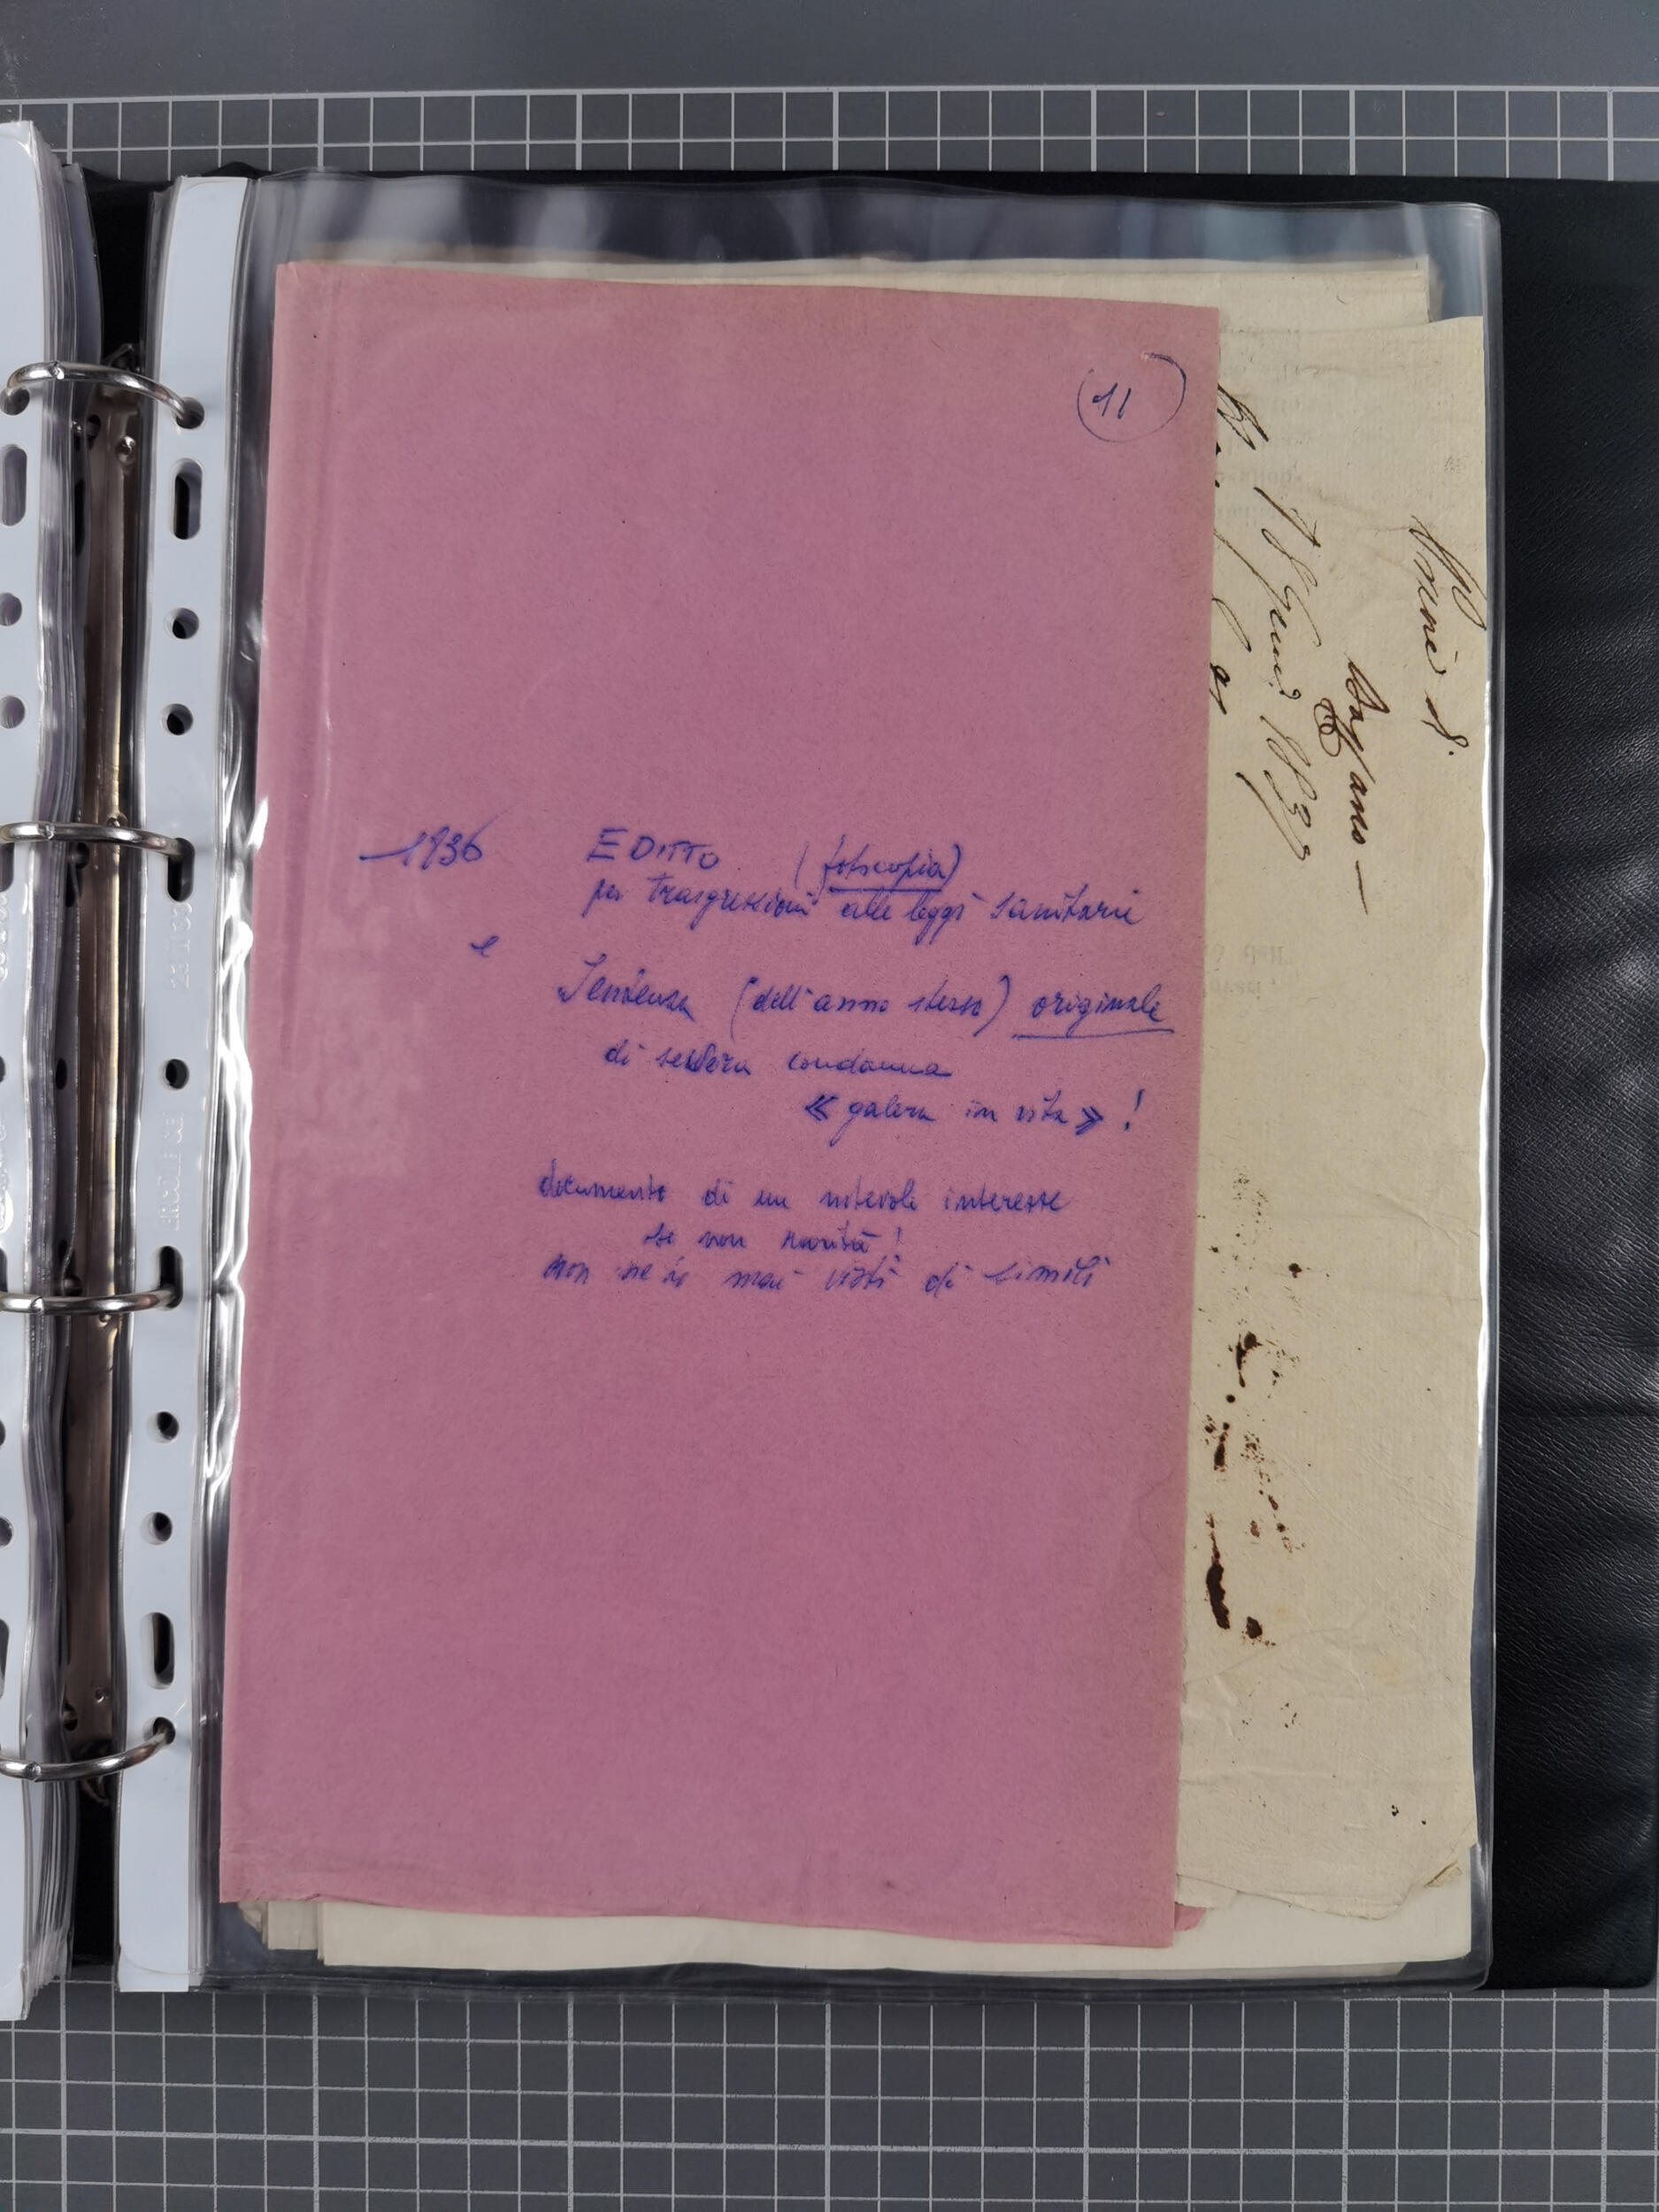 11
1836 EDITTO (fotocopia)
per trasgressioni alle leggi sanitarie
e
Sentenza (dell'anno stesso) originale
di severa condanna
« galera in vita » !
documento di un notevole interesse
se non rarità !
non ne ò mai visti di simili